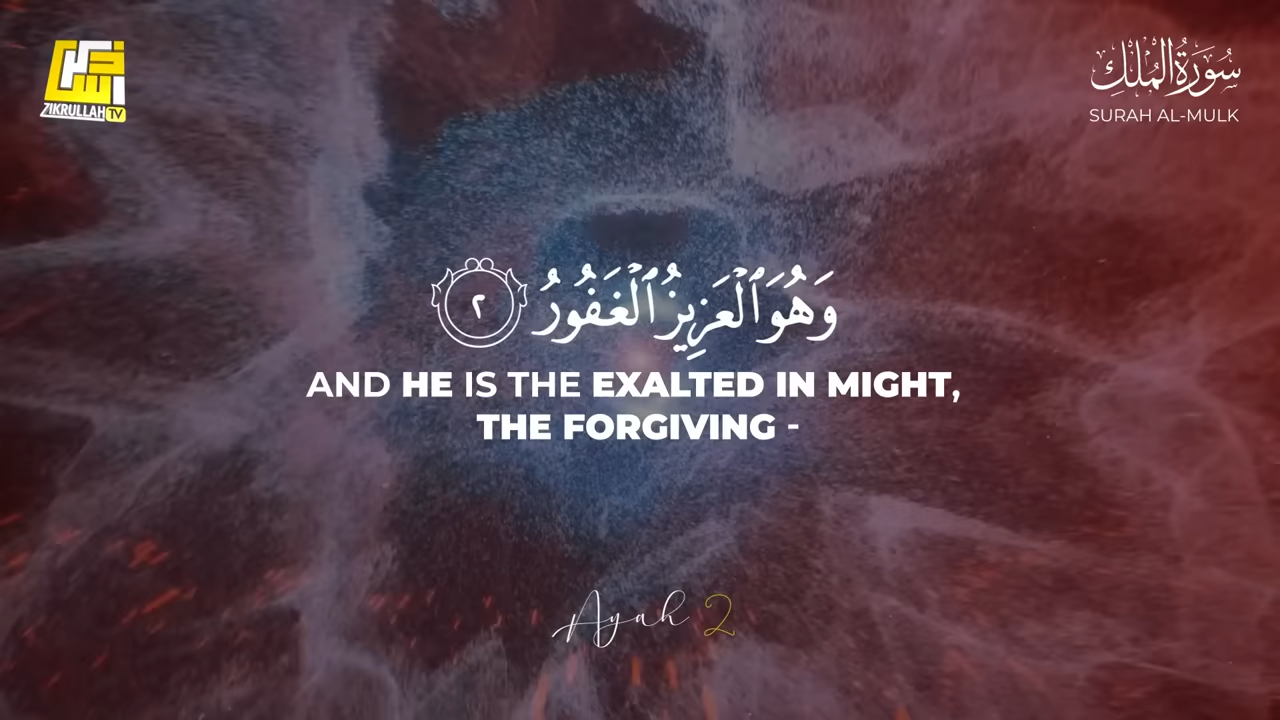 ZIKRULLAH TV
سُورَةُ المُلكِ
SURAH AL-MULK
وَهُوَ ٱلْعَزِيزُ ٱلْغَفُورُ ٢
AND HE IS THE EXALTED IN MIGHT,
THE FORGIVING -
Ayah 2